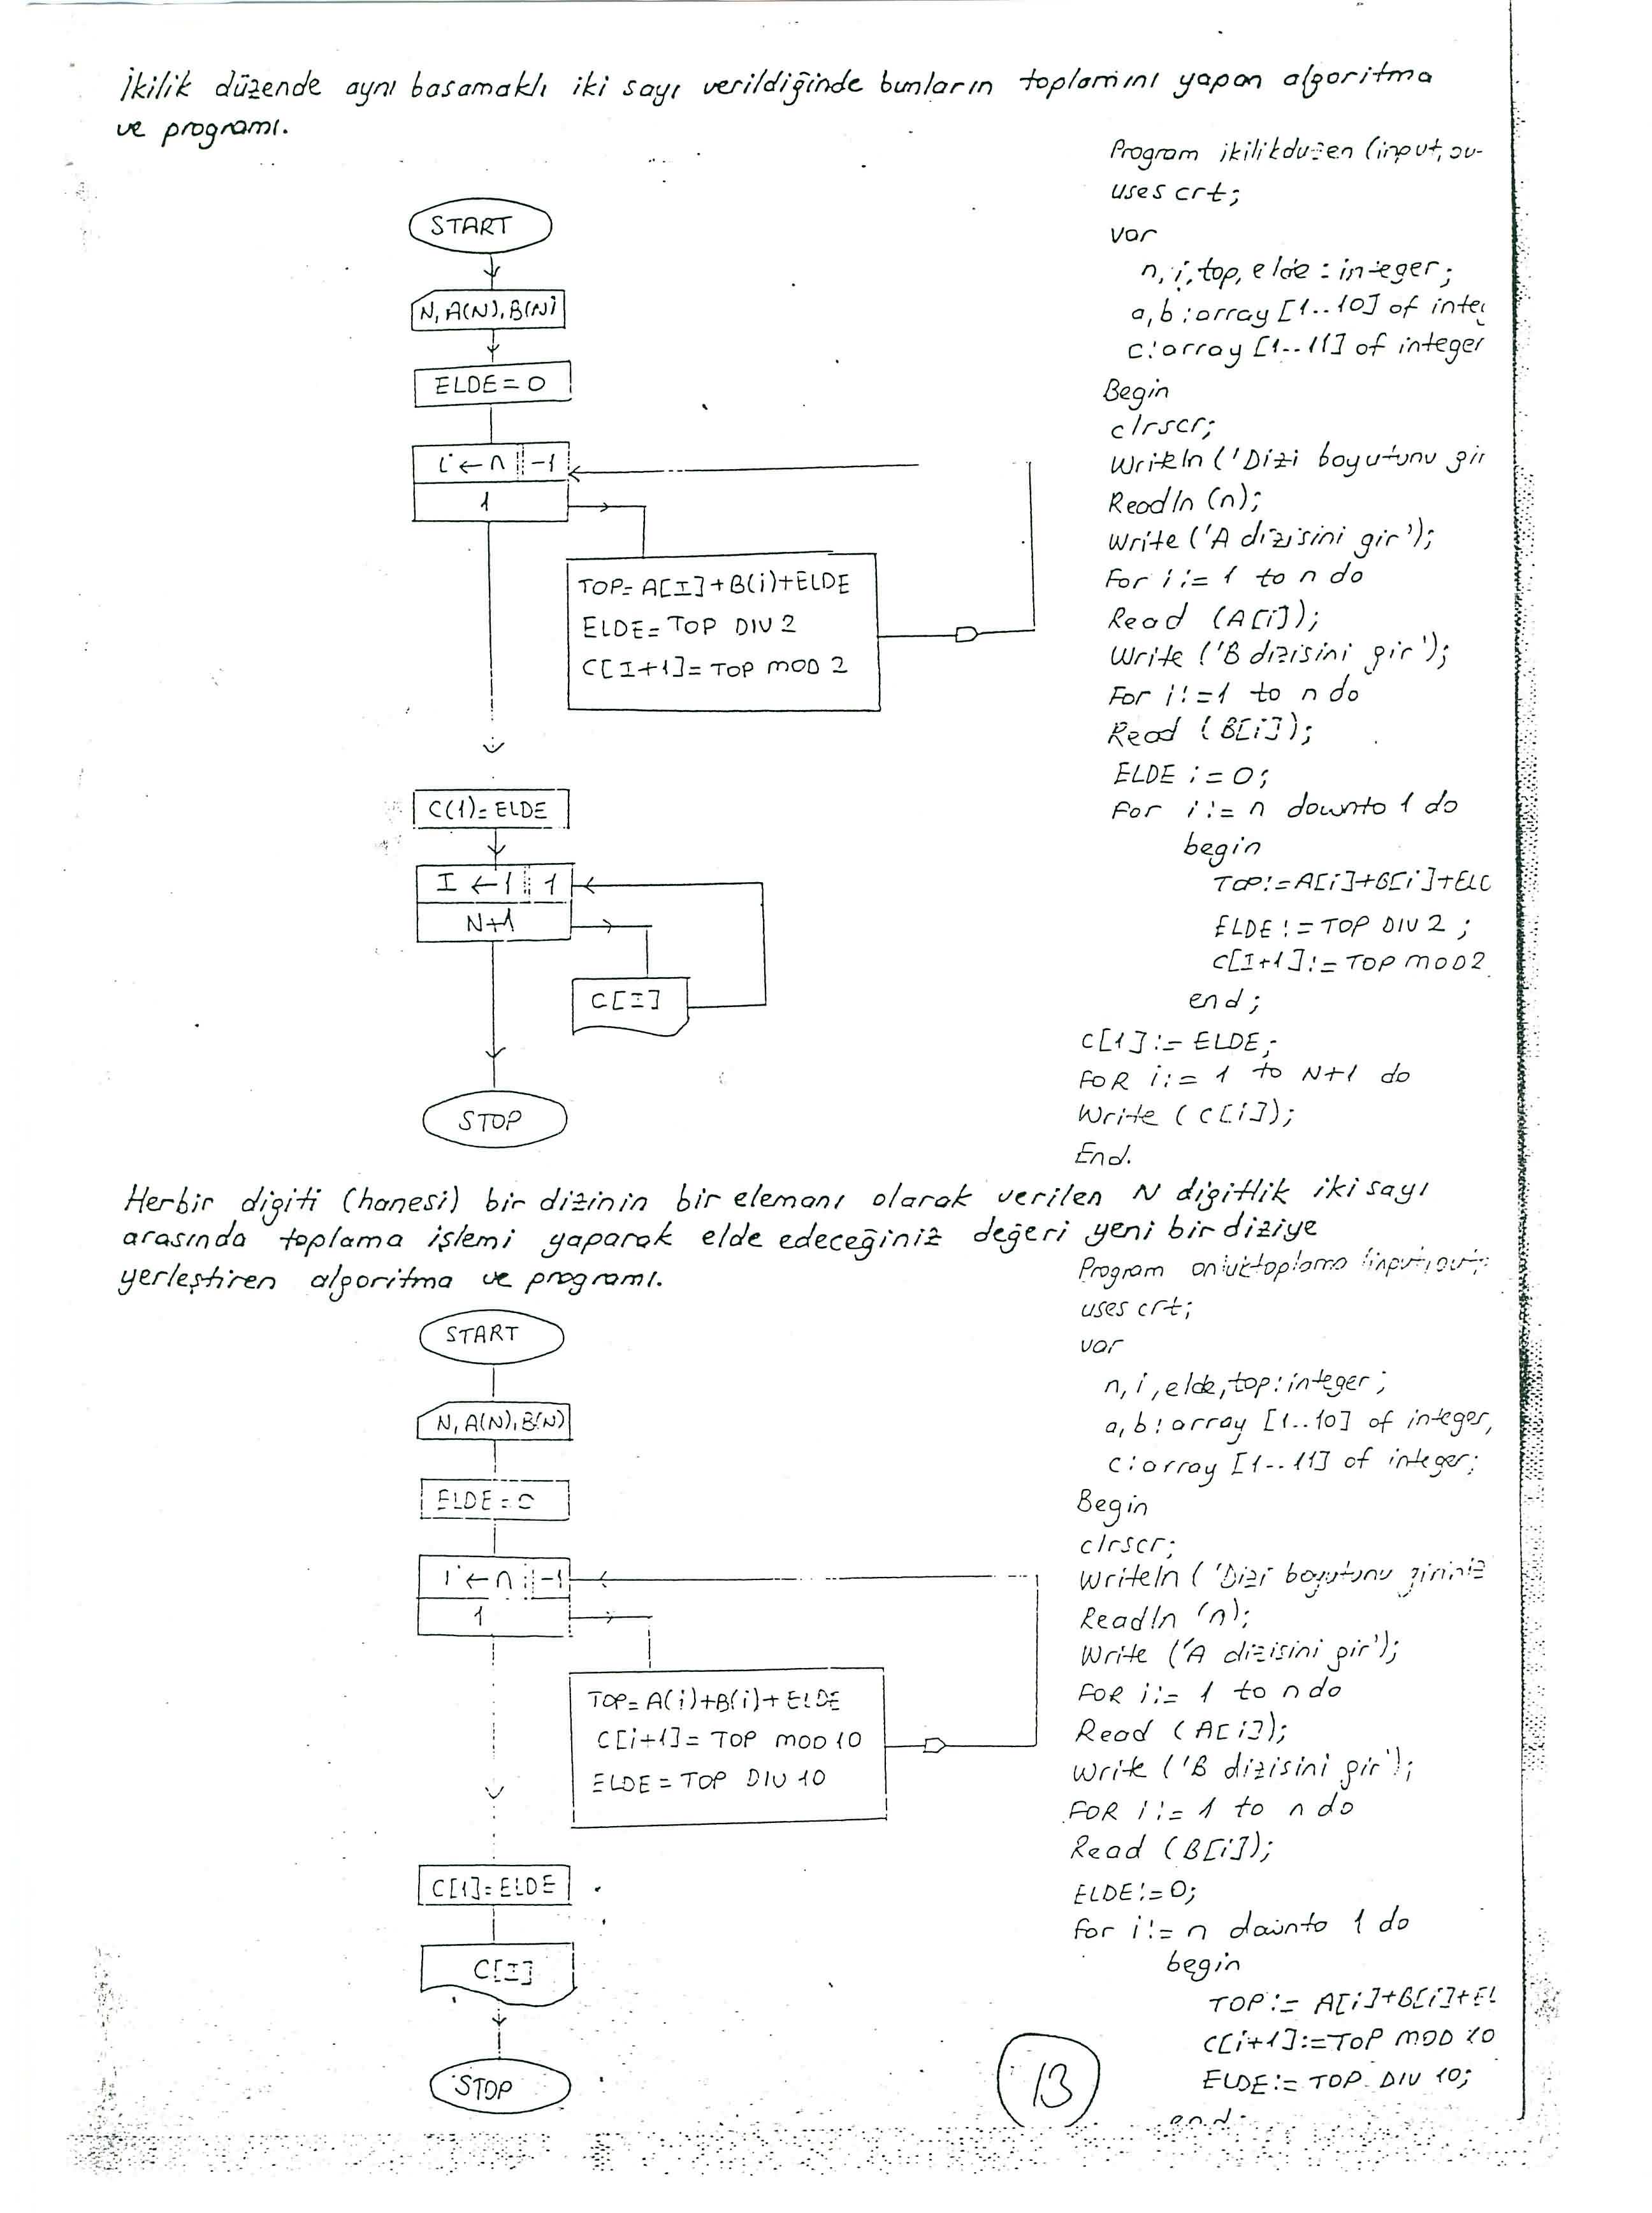 İkilik düzende aynı basamaklı iki sayı verildiğinde bunların toplamını yapan algoritma
ve programı.
START
N, A(N), B(N)
ELDE = 0
i ← n -1
1
TOP = A[I]+B(i)+ELDE
ELDE = TOP DIV 2
C[I+1] = TOP MOD 2
C(1) = ELDE
I ← 1 1
N+1
C[I]
STOP
Program ikilikduzen (input, ou-
uses crt;
var
n, i, top, elde : integer;
a, b : array [1..10] of inte
c : array [1..11] of integer
Begin
clrscr;
Writeln ('Dizi boyutunu gir
Readln (n);
Write ('A dizisini gir');
For i := 1 to n do
Read (A[i]);
Write ('B dizisini gir');
For i := 1 to n do
Read (B[i]);
ELDE := 0;
For i := n downto 1 do
begin
TOP := A[i]+B[i]+ELD
ELDE := TOP DIV 2 ;
C[I+1] := TOP MOD 2
end ;
C[1] := ELDE;
FOR i := 1 to N+1 do
Write ( C[i]);
End.
Herbir digiti (hanesi) bir dizinin bir elemanı olarak verilen N digitlik iki sayı
arasında toplama işlemi yaparak elde edeceğiniz değeri yeni bir diziye
yerleştiren algoritma ve programı.
START
N, A(N), B(N)
ELDE = 0
i ← n -1
1
TOP = A(i)+B(i)+ELDE
C[i+1] = TOP MOD 10
ELDE = TOP DIV 10
C[1] = ELDE
C[I]
STOP
Program onluktoplama (input, out
uses crt;
var
n, i, elde, top : integer ;
a, b : array [1..10] of integer,
c : array [1..11] of integer;
Begin
clrscr;
Writeln ( 'Dizi boyutunu giriniz
Readln (n);
Write ('A dizisini gir');
FOR i := 1 to n do
Read (A[i]);
Write ('B dizisini gir');
FOR i := 1 to n do
Read (B[i]);
ELDE := 0;
For i := n downto 1 do
begin
TOP := A[i]+B[i]+EL
C[i+1] := TOP MOD 10
ELDE := TOP DIV 10;
end;
13